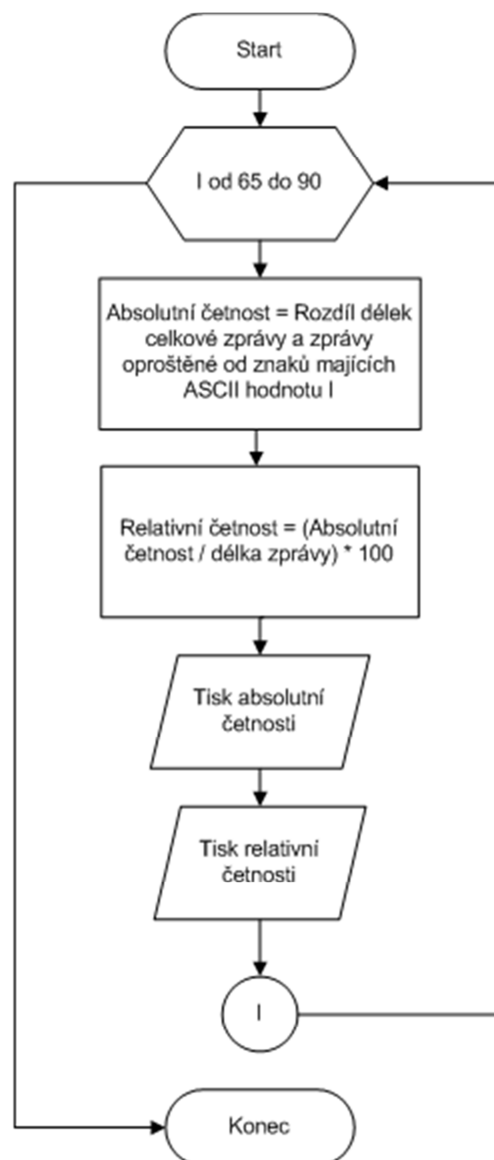 Start
I od 65 do 90
Absolutní četnost = Rozdíl délek
celkové zprávy a zprávy
oproštěné od znaků majících
ASCII hodnotu I
Relativní četnost = (Absolutní
četnost / délka zprávy) * 100
Tisk absolutní
četnosti
Tisk relativní
četnosti
I
Konec